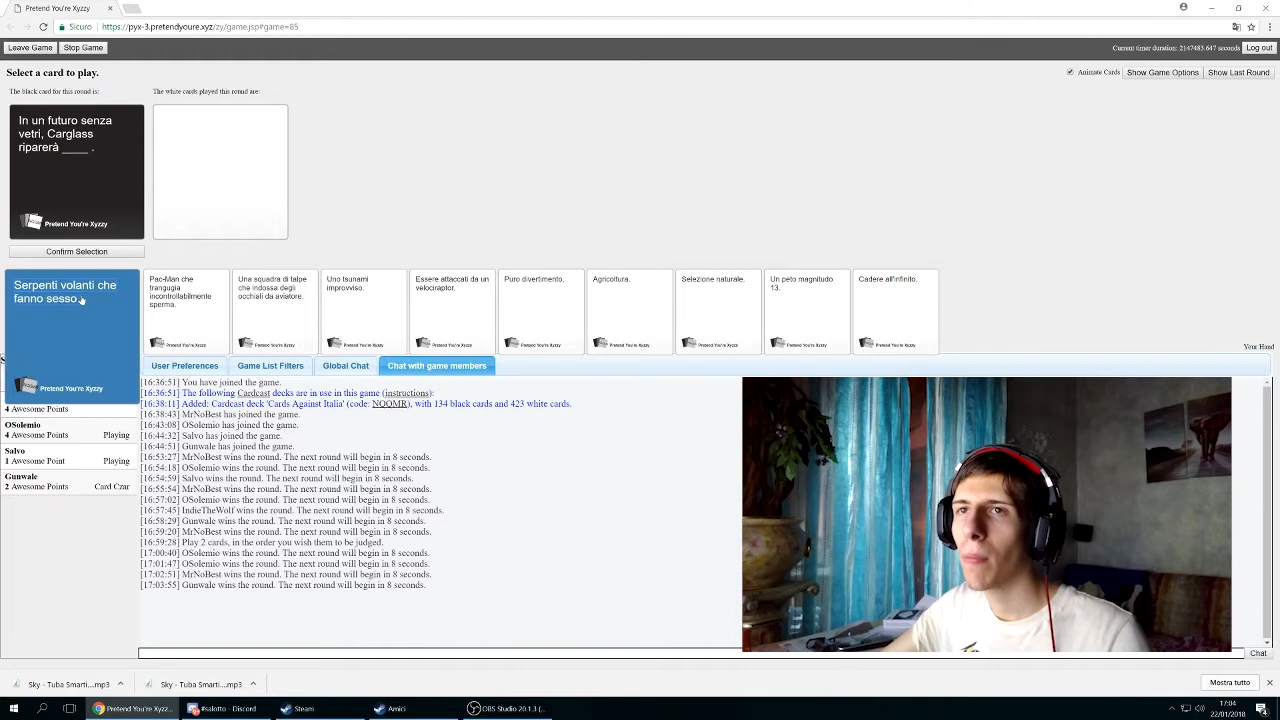 Pretend You're Xyzzy
Sicuro
https://pyx-3.pretendyoure.xyz/zy/game.jsp#game=85
Leave Game
Stop Game
Current timer duration: 2147483.647 seconds
Log out
Select a card to play.
Animate Cards
Show Game Options
Show Last Round
The black card for this round is:
The white cards played this round are:
In un futuro senza
vetri, Carglass
riparerà ____ .
Pretend You're Xyzzy
Confirm Selection
Serpenti volanti che
fanno sesso
Pretend You're Xyzzy
Pac-Man che
trangugia
incontrollabilmente
sperma.
Pretend You're Xyzzy
Una squadra di talpe
che indossa degli
occhiali da aviatore.
Pretend You're Xyzzy
Uno tsunami
improvviso.
Pretend You're Xyzzy
Essere attaccati da un
velociraptor.
Pretend You're Xyzzy
Puro divertimento.
Pretend You're Xyzzy
Agricoltura.
Pretend You're Xyzzy
Selezione naturale.
Pretend You're Xyzzy
Un peto magnitudo
13.
Pretend You're Xyzzy
Cadere all'infinito.
Pretend You're Xyzzy
Your Hand
User Preferences
Game List Filters
Global Chat
Chat with game members
4 Awesome Points
OSolemio
4 Awesome Points Playing
Salvo
1 Awesome Point Playing
Gunwale
2 Awesome Points Card Czar
[16:36:51] You have joined the game.
[16:36:51] The following Cardcast decks are in use in this game (instructions):
[16:38:11] Added: Cardcast deck 'Cards Against Italia' (code: NOOMR), with 134 black cards and 423 white cards.
[16:38:43] MrNoBest has joined the game.
[16:43:08] OSolemio has joined the game.
[16:44:32] Salvo has joined the game.
[16:44:51] Gunwale has joined the game.
[16:53:27] MrNoBest wins the round. The next round will begin in 8 seconds.
[16:54:18] OSolemio wins the round. The next round will begin in 8 seconds.
[16:54:59] Salvo wins the round. The next round will begin in 8 seconds.
[16:55:54] MrNoBest wins the round. The next round will begin in 8 seconds.
[16:57:02] OSolemio wins the round. The next round will begin in 8 seconds.
[16:57:45] IndieTheWolf wins the round. The next round will begin in 8 seconds.
[16:58:29] Gunwale wins the round. The next round will begin in 8 seconds.
[16:59:20] MrNoBest wins the round. The next round will begin in 8 seconds.
[16:59:28] Play 2 cards, in the order you wish them to be judged.
[17:00:40] OSolemio wins the round. The next round will begin in 8 seconds.
[17:01:47] OSolemio wins the round. The next round will begin in 8 seconds.
[17:02:51] MrNoBest wins the round. The next round will begin in 8 seconds.
[17:03:55] Gunwale wins the round. The next round will begin in 8 seconds.
Chat
Sky - Tuba Smarti....mp3
Sky - Tuba Smarti....mp3
Mostra tutto
Pretend You're Xyzz...
#salotto - Discord
Steam
Amici
OBS Studio 20.1.3 (...
17:04
22/01/2018